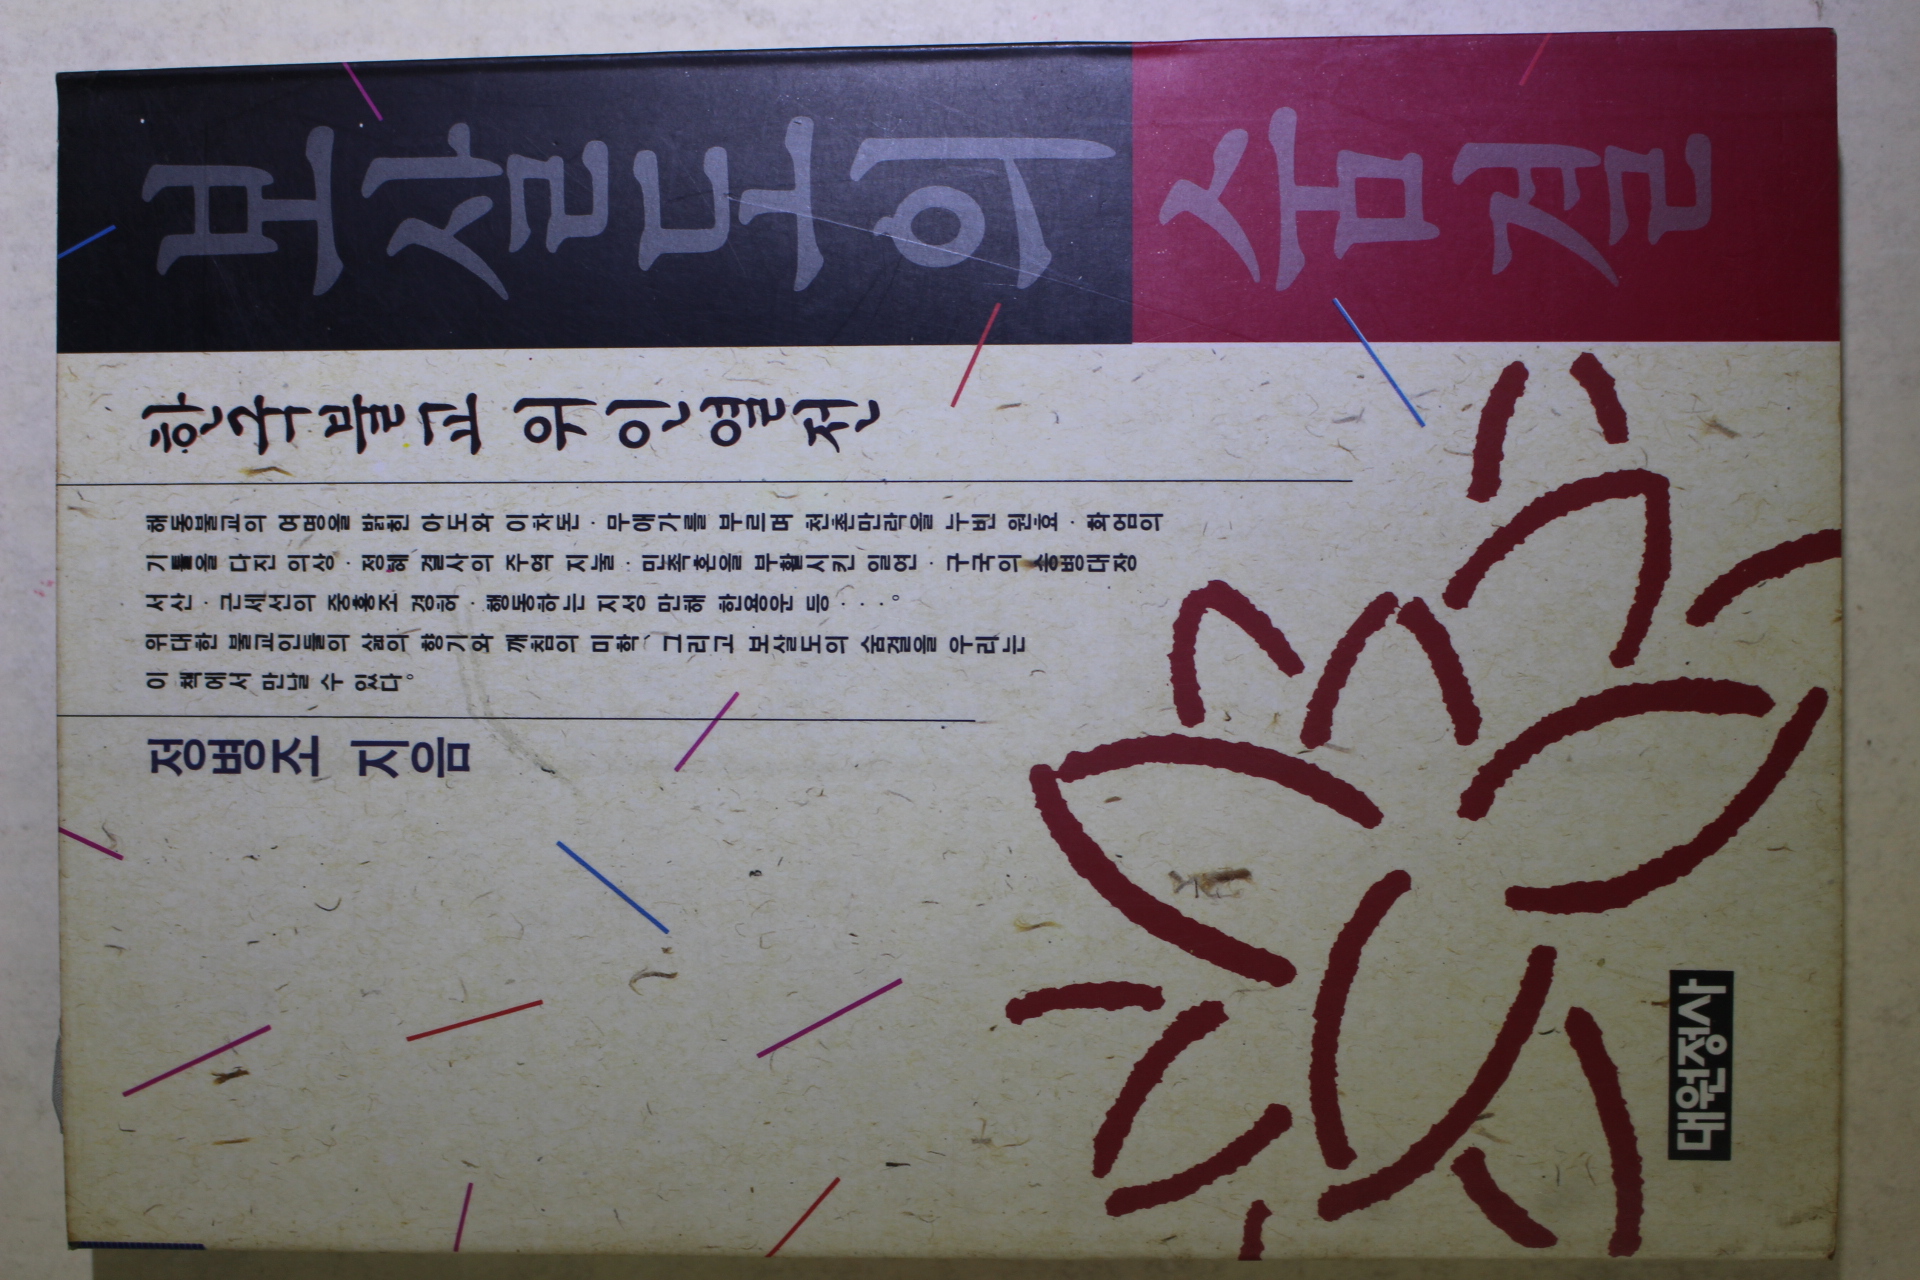 보살도의 숨결
한국불교 위인열전
해동불교의 여명을 밝힌 아도와 이차돈·무애가를 부르며 천촌만락을 누빈 원효·화엄의
기틀을 다진 의상·정혜 결사의 주역 지눌·민족혼을 부활시킨 일연·구국의 승병대장
서산·근세선의 중흥조 경허·행동하는 지성 만해 한용운 등···。
위대한 불교인들의 삶의 향기와 깨침의 미학、그리고 보살도의 숨결을 우리는
이 책에서 만날 수 있다。
정병조 지음
대원정사